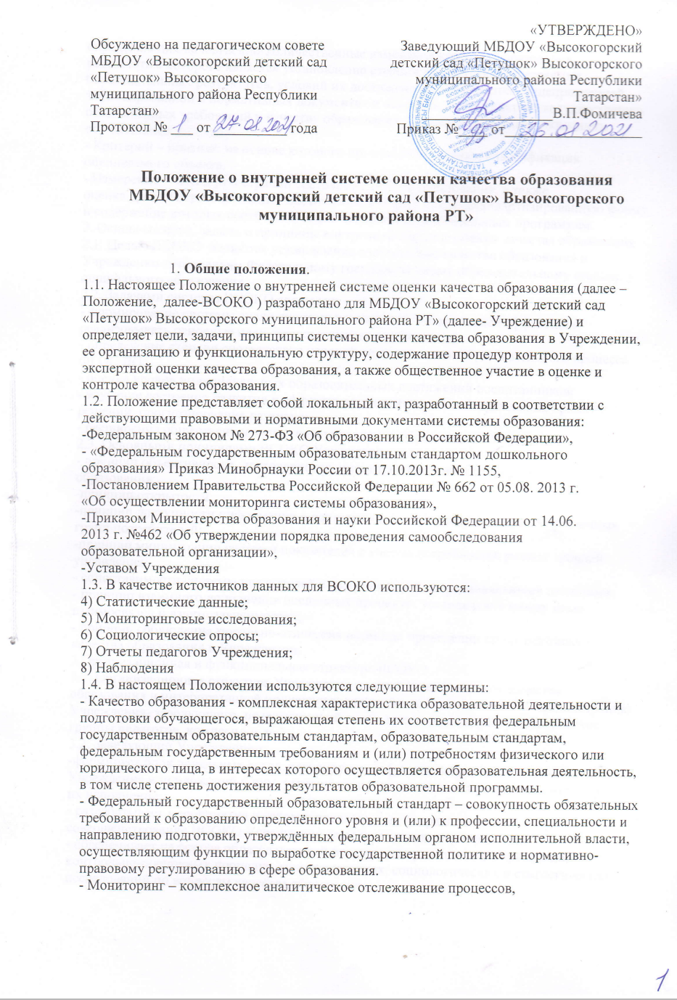 «УТВЕРЖДЕНО»
Обсуждено на педагогическом совете
МБДОУ «Высокогорский детский сад
«Петушок» Высокогорского
муниципального района Республики
Татарстан»
Протокол № 1 от 27.08.2021 года
Заведующий МБДОУ «Высокогорский
детский сад «Петушок» Высокогорского
муниципального района Республики
Татарстан»
В.П.Фомичева
Приказ № 95 от 26.08.2021
Положение о внутренней системе оценки качества образования
МБДОУ «Высокогорский детский сад «Петушок» Высокогорского
муниципального района РТ»
1. Общие положения.
1.1. Настоящее Положение о внутренней системе оценки качества образования (далее –
Положение, далее-ВСОКО ) разработано для МБДОУ «Высокогорский детский сад
«Петушок» Высокогорского муниципального района РТ» (далее- Учреждение) и
определяет цели, задачи, принципы системы оценки качества образования в Учреждении,
ее организацию и функциональную структуру, содержание процедур контроля и
экспертной оценки качества образования, а также общественное участие в оценке и
контроле качества образования.
1.2. Положение представляет собой локальный акт, разработанный в соответствии с
действующими правовыми и нормативными документами системы образования:
-Федеральным законом № 273-ФЗ «Об образовании в Российской Федерации»,
- «Федеральным государственным образовательным стандартом дошкольного
образования» Приказ Минобрнауки России от 17.10.2013г. № 1155,
-Постановлением Правительства Российской Федерации № 662 от 05.08. 2013 г.
«Об осуществлении мониторинга системы образования»,
-Приказом Министерства образования и науки Российской Федерации от 14.06.
2013 г. №462 «Об утверждении порядка проведения самообследования
образовательной организации»,
-Уставом Учреждения
1.3. В качестве источников данных для ВСОКО используются:
4) Статистические данные;
5) Мониторинговые исследования;
6) Социологические опросы;
7) Отчеты педагогов Учреждения;
8) Наблюдения
1.4. В настоящем Положении используются следующие термины:
- Качество образования - комплексная характеристика образовательной деятельности и
подготовки обучающегося, выражающая степень их соответствия федеральным
государственным образовательным стандартам, образовательным стандартам,
федеральным государственным требованиям и (или) потребностям физического или
юридического лица, в интересах которого осуществляется образовательная деятельность,
в том числе степень достижения результатов образовательной программы.
- Федеральный государственный образовательный стандарт – совокупность обязательных
требований к образованию определённого уровня и (или) к профессии, специальности и
направлению подготовки, утверждённых федеральным органом исполнительной власти,
осуществляющим функции по выработке государственной политике и нормативно-
правовому регулированию в сфере образования.
- Мониторинг – комплексное аналитическое отслеживание процессов,
1